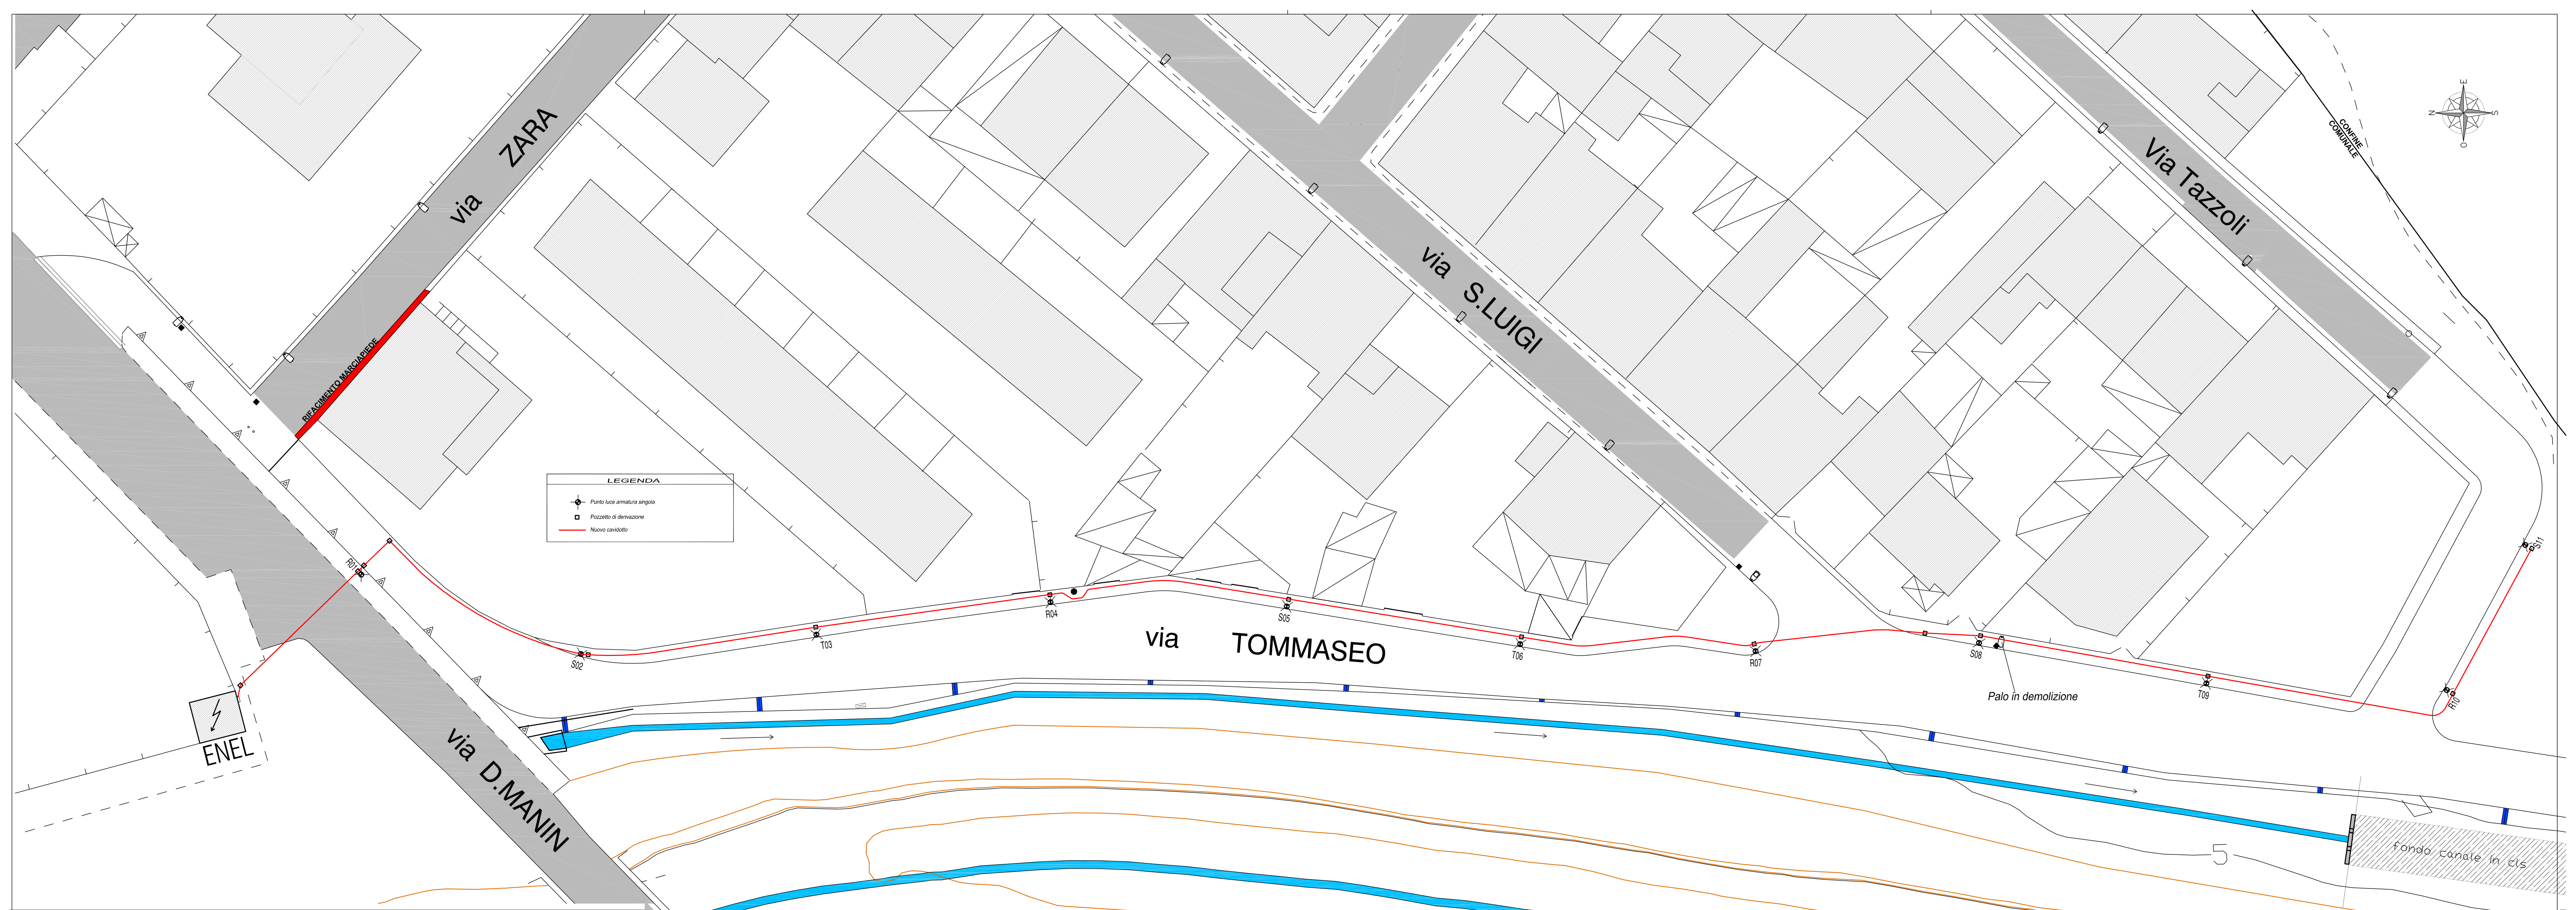 via ZARA
via S.LUIGI
Via Tazzoli
CONFINE
COMUNALE
E
N
S
O
RIFACIMENTO MARCIAPIEDE
LEGENDA
Punto luce armatura singola
Pozzetto di derivazione
Nuovo cavidotto
R01
S02
T03
R04
S05
T06
R07
S08
T09
R10
S11
via TOMMASEO
Palo in demolizione
ENEL
via D.MANIN
5
fondo canale in cls